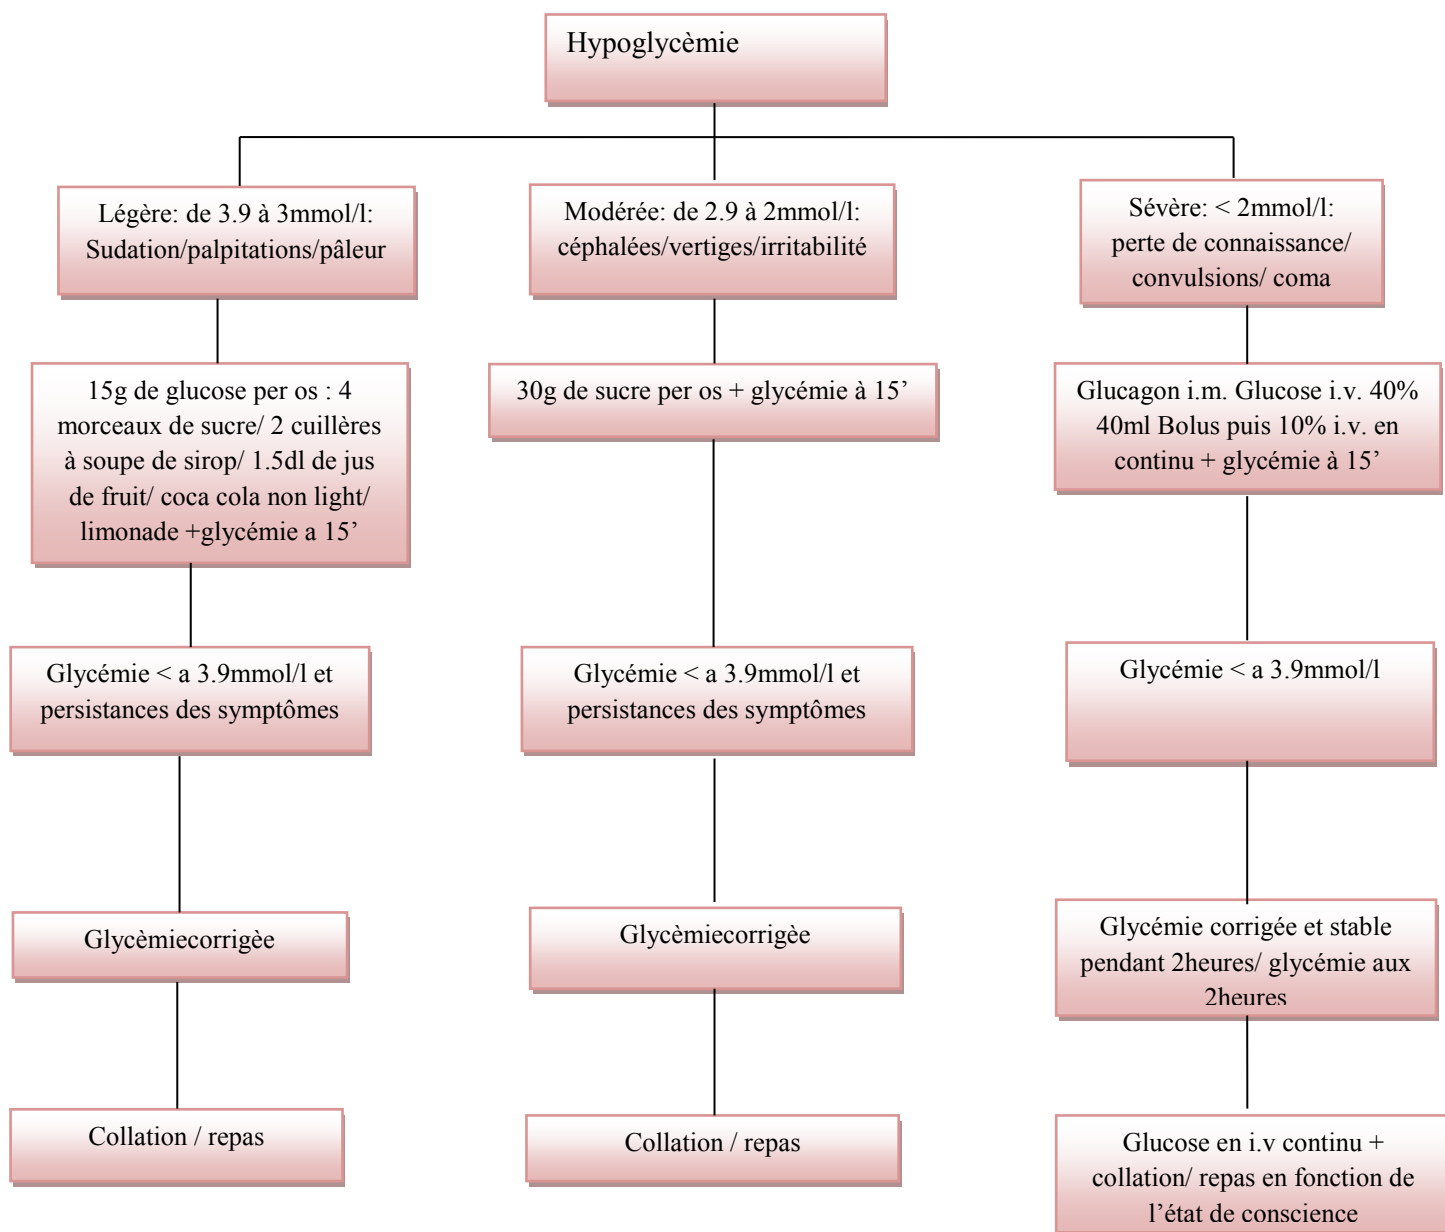 Hypoglycèmie
Légère: de 3.9 à 3mmol/l:
Sudation/palpitations/pâleur
Modérée: de 2.9 à 2mmol/l:
céphalées/vertiges/irritabilité
Sévère: < 2mmol/l:
perte de connaissance/
convulsions/ coma
15g de glucose per os : 4
morceaux de sucre/ 2 cuillères
à soupe de sirop/ 1.5dl de jus
de fruit/ coca cola non light/
limonade +glycémie a 15’
30g de sucre per os + glycémie à 15’
Glucagon i.m. Glucose i.v. 40%
40ml Bolus puis 10% i.v. en
continu + glycémie à 15’
Glycémie < a 3.9mmol/l et
persistances des symptômes
Glycémie < a 3.9mmol/l et
persistances des symptômes
Glycémie < a 3.9mmol/l
Glycèmiecorrigèe
Glycèmiecorrigèe
Glycémie corrigée et stable
pendant 2heures/ glycémie aux
2heures
Collation / repas
Collation / repas
Glucose en i.v continu +
collation/ repas en fonction de
l’état de conscience